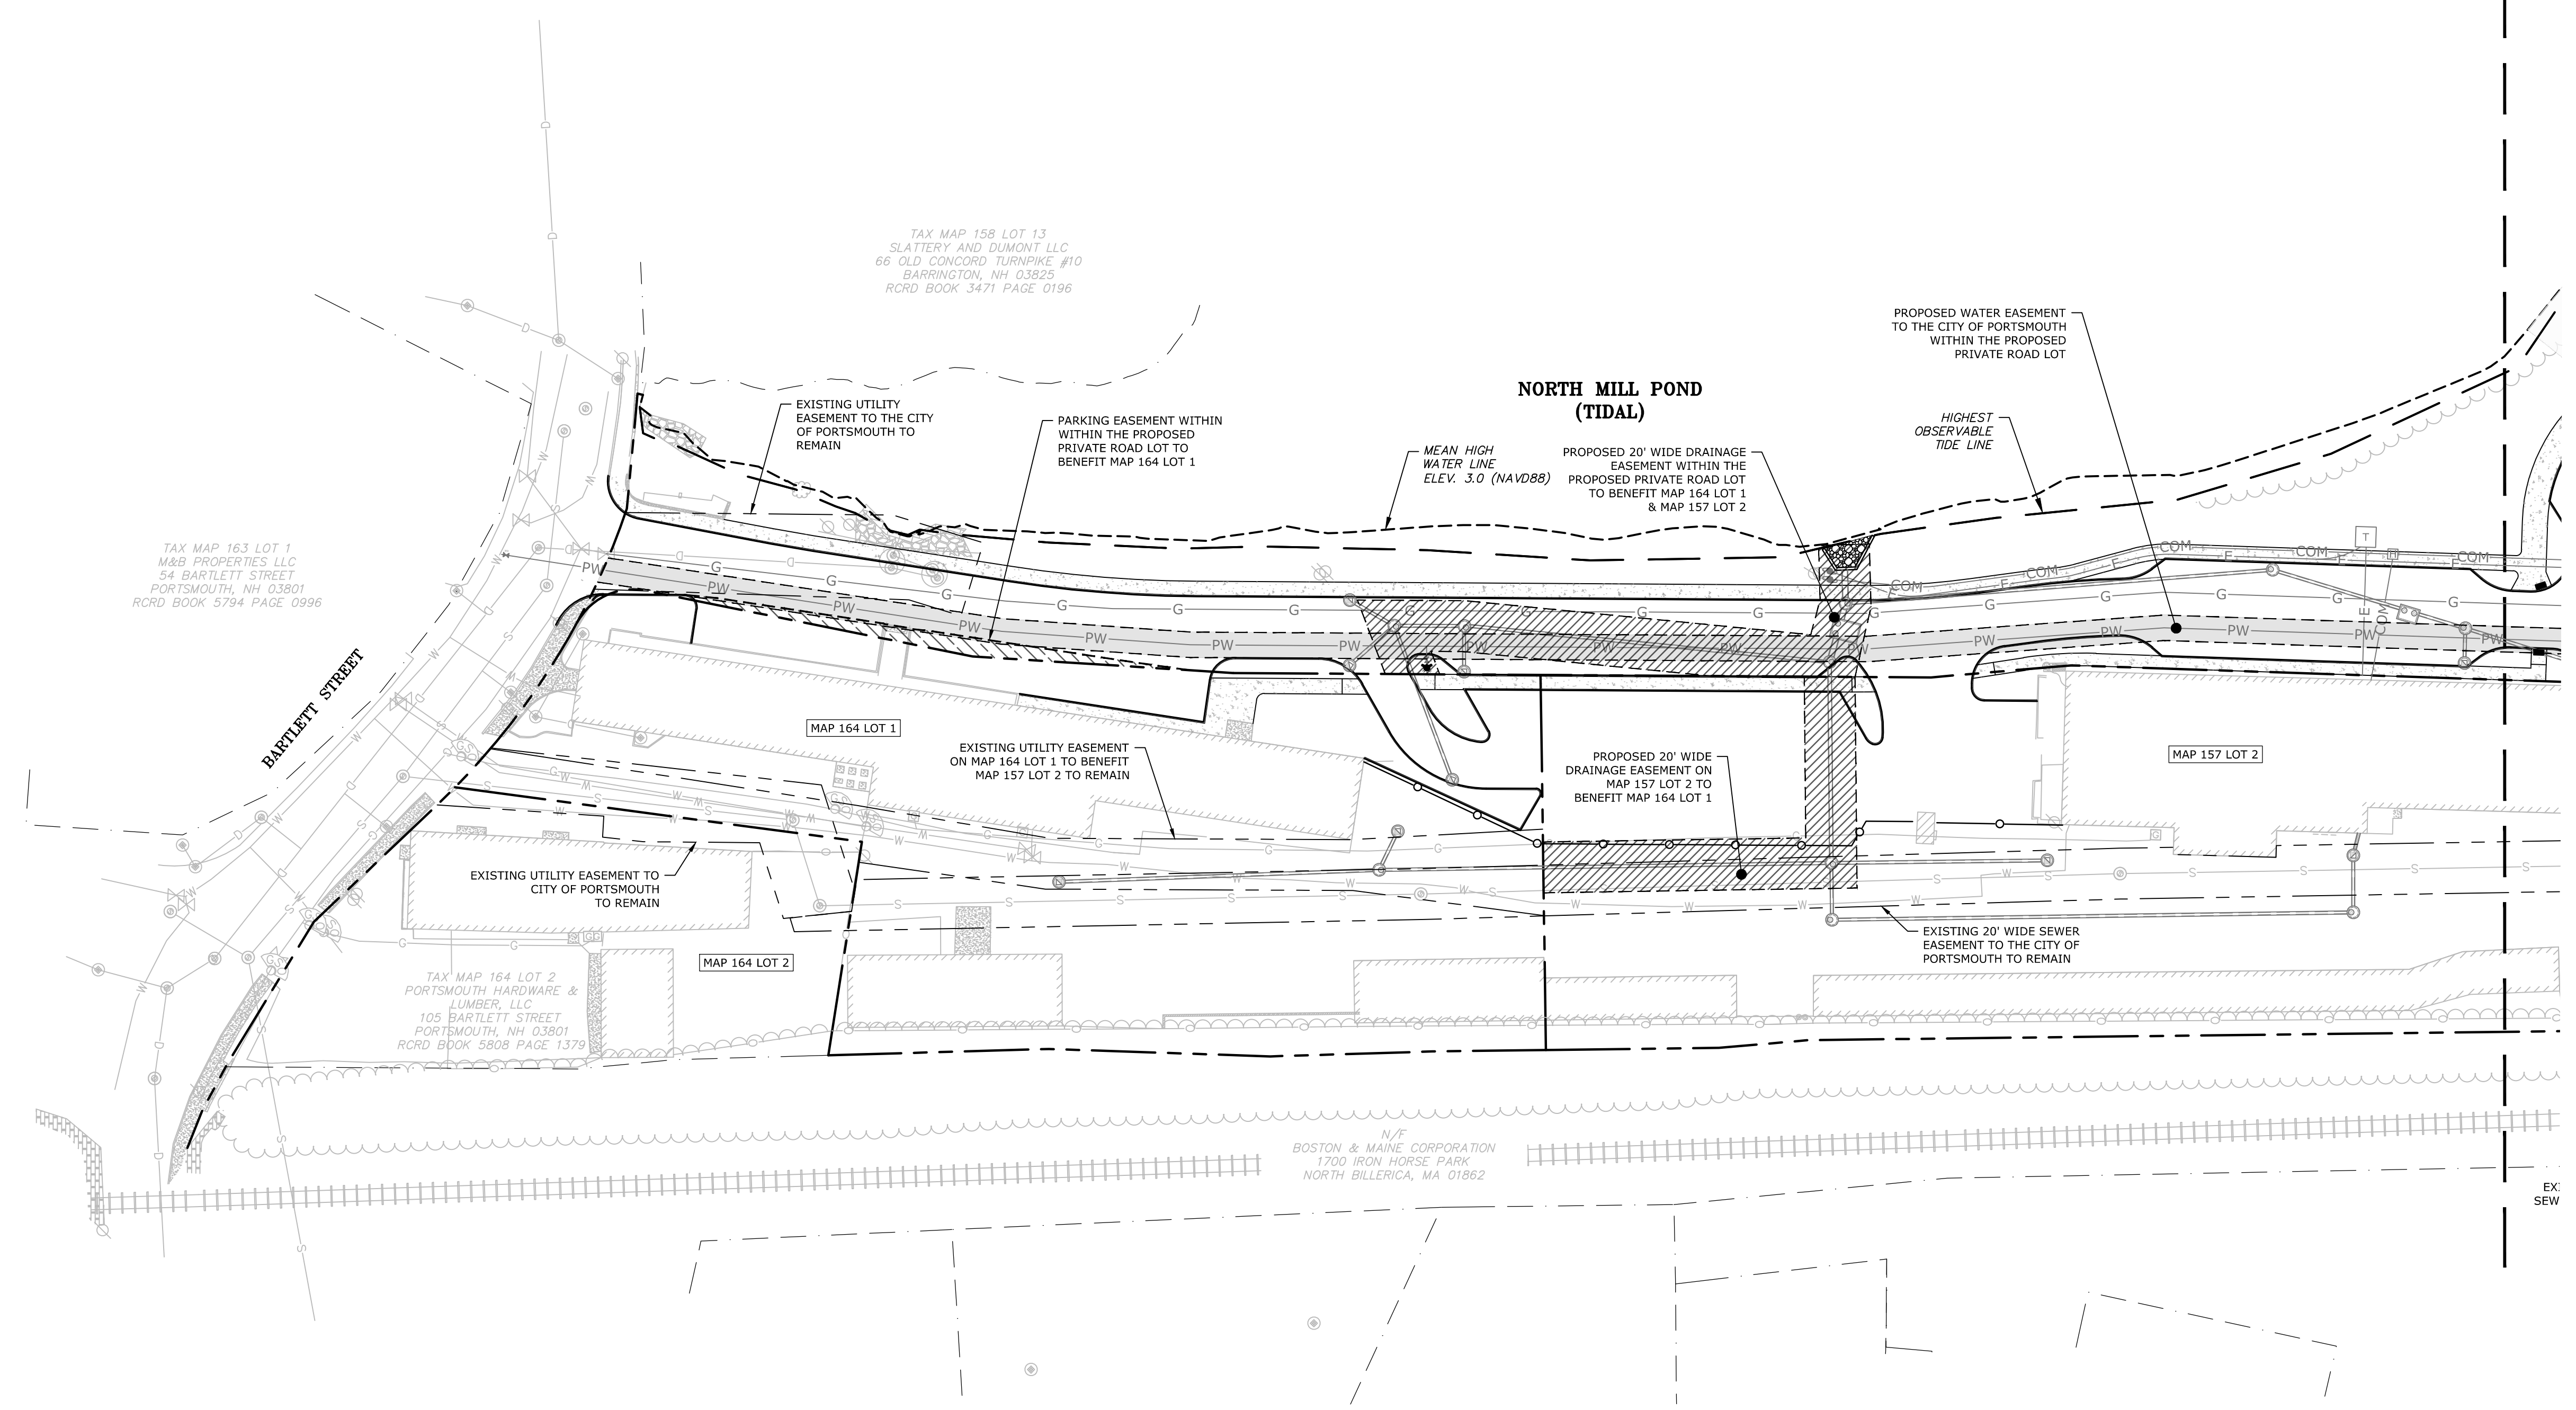 TAX MAP 158 LOT 13
SLATTERY AND DUMONT LLC
66 OLD CONCORD TURNPIKE #10
BARRINGTON, NH 03825
RCRD BOOK 3471 PAGE 0196
PROPOSED WATER EASEMENT
TO THE CITY OF PORTSMOUTH
WITHIN THE PROPOSED
PRIVATE ROAD LOT
NORTH MILL POND
(TIDAL)
EXISTING UTILITY
EASEMENT TO THE CITY
OF PORTSMOUTH TO
REMAIN
PARKING EASEMENT WITHIN
WITHIN THE PROPOSED
PRIVATE ROAD LOT TO
BENEFIT MAP 164 LOT 1
MEAN HIGH
WATER LINE
ELEV. 3.0 (NAVD88)
PROPOSED 20' WIDE DRAINAGE
EASEMENT WITHIN THE
PROPOSED PRIVATE ROAD LOT
TO BENEFIT MAP 164 LOT 1
& MAP 157 LOT 2
HIGHEST
OBSERVABLE
TIDE LINE
TAX MAP 163 LOT 1
M&B PROPERTIES LLC
54 BARTLETT STREET
PORTSMOUTH, NH 03801
RCRD BOOK 5794 PAGE 0996
BARTLETT STREET
MAP 164 LOT 1
EXISTING UTILITY EASEMENT
ON MAP 164 LOT 1 TO BENEFIT
MAP 157 LOT 2 TO REMAIN
PROPOSED 20' WIDE
DRAINAGE EASEMENT ON
MAP 157 LOT 2 TO
BENEFIT MAP 164 LOT 1
MAP 157 LOT 2
EXISTING UTILITY EASEMENT TO
CITY OF PORTSMOUTH
TO REMAIN
EXISTING 20' WIDE SEWER
EASEMENT TO THE CITY OF
PORTSMOUTH TO REMAIN
MAP 164 LOT 2
TAX MAP 164 LOT 2
PORTSMOUTH HARDWARE &
LUMBER, LLC
105 BARTLETT STREET
PORTSMOUTH, NH 03801
RCRD BOOK 5808 PAGE 1379
N/F
BOSTON & MAINE CORPORATION
1700 IRON HORSE PARK
NORTH BILLERICA, MA 01862